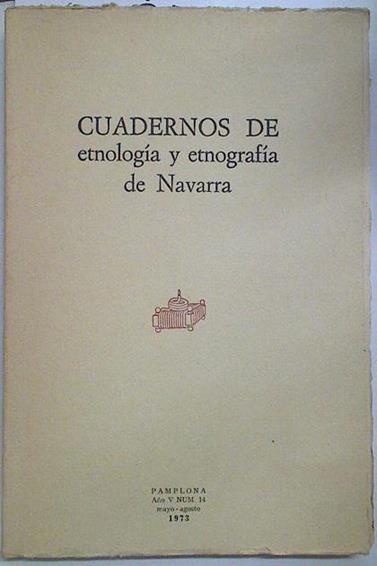 CUADERNOS DE
etnología y etnografía
de Navarra
PAMPLONA
Año V NUM. 14
mayo - agosto
1973